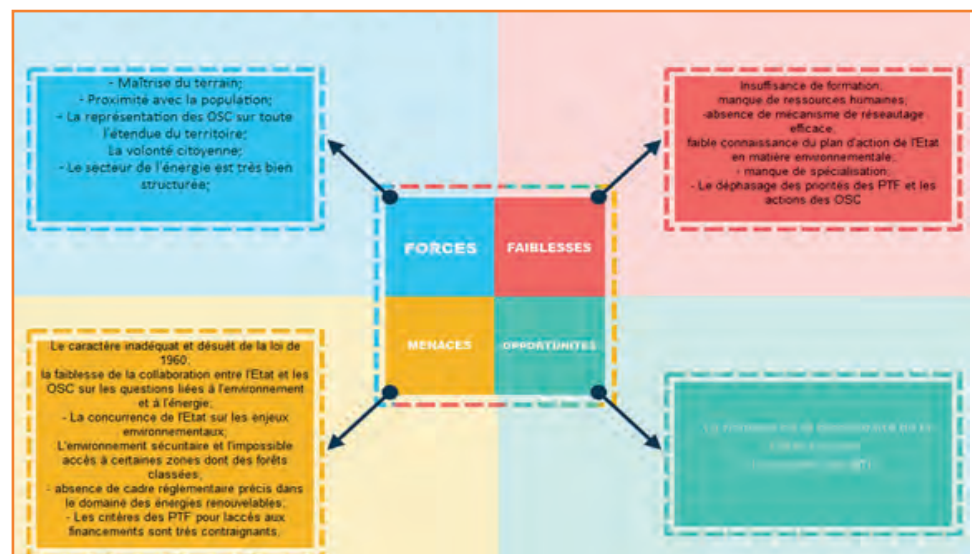 - Maîtrise du terrain;
- Proximité avec la population;
- La représentation des OSC sur toute
l'étendue du territoire;
La volonté citoyenne;
- Le secteur de l'énergie est très bien
structurée;
Insuffisance de formation;
manque de ressources humaines;
-absence de mécanisme de réseautage
efficace;
faible connaissance du plan d'action de l'Etat
en matière environnementale;
- manque de spécialisation;
- Le déphasage des priorités des PTF et les
actions des OSC
FORCES
FAIBLESSES
MENACES
OPPORTUNITES
Le caractère inadéquat et désuét de la loi de
1960;
la faiblesse de la collaboration entre l'Etat et les
OSC sur les questions liées à l'environnement
et à l'énergie;
- La concurrence de l'Etat sur les enjeux
environnementaux;
L'environnement sécuritaire et l'impossible
accès à certaines zones dont des forêts
classées;
- absence de cadre réglementaire précis dans
le domaine des énergies renouvelables;
- Les critères des PTF pour laccés aux
financements sont très contraignants.